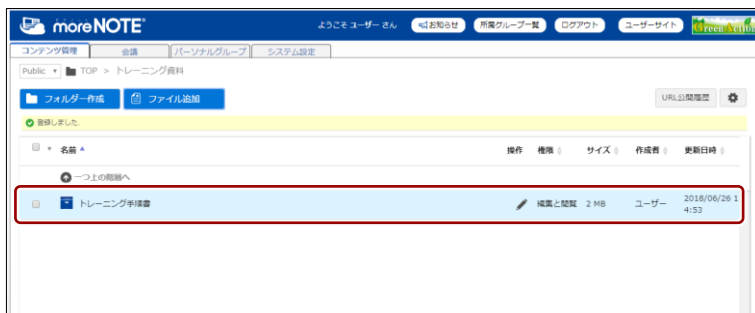 moreNOTE ようこそ ユーザー さん お知らせ 所属グループ一覧 ログアウト ユーザーサイト Green Action
コンテンツ管理 会議 パーソナルグループ システム設定
Public TOP > トレーニング資料
フォルダー作成 ファイル追加 URL公開履歴
登録しました.
名前 操作 権限 サイズ 作成者 更新日時
一つ上の階層へ
トレーニング手順書 編集と閲覧 2 MB ユーザー 2018/06/26 1
4:53